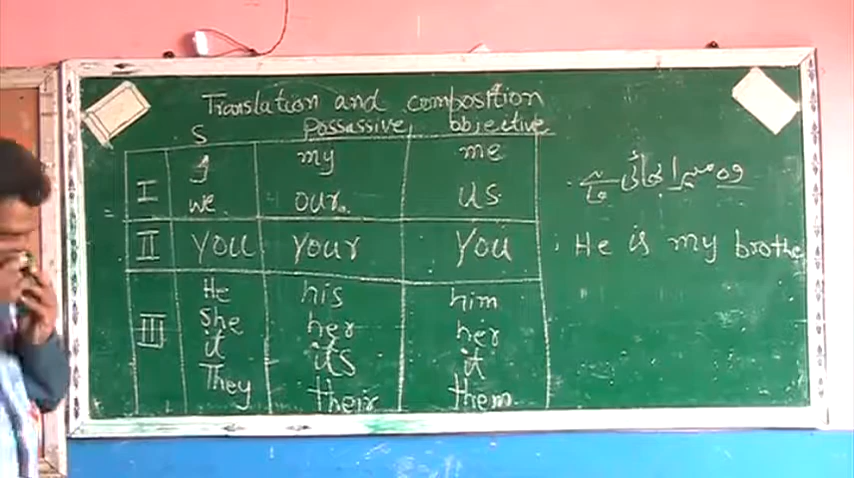 Translation and composition
S possassive, objective
I my me
I we our. us
II you your you
He his him
She her her
III it its it
They their them
وہ میرا بھائی ہے
He is my brothe